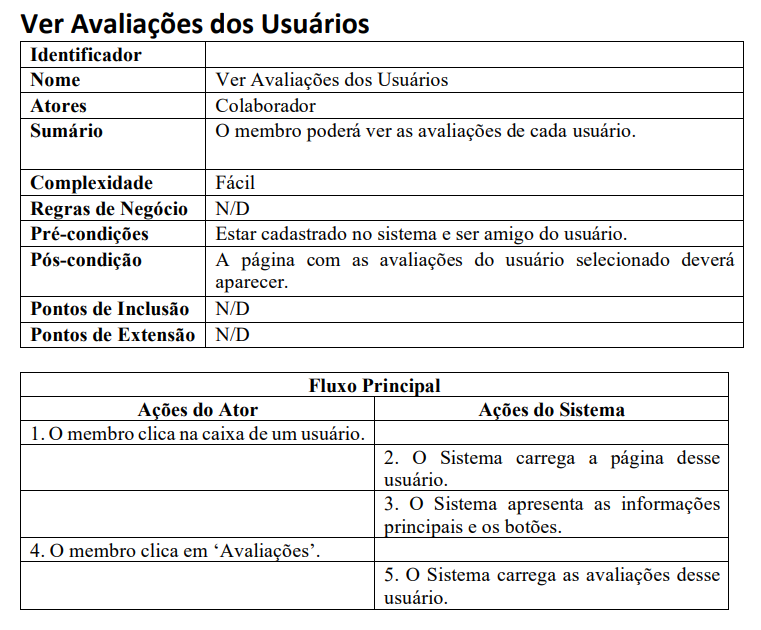 Ver Avaliações dos Usuários
Identificador
Nome Ver Avaliações dos Usuários
Atores Colaborador
Sumário O membro poderá ver as avaliações de cada usuário.
Complexidade Fácil
Regras de Negócio N/D
Pré-condições Estar cadastrado no sistema e ser amigo do usuário.
Pós-condição A página com as avaliações do usuário selecionado deverá
aparecer.
Pontos de Inclusão N/D
Pontos de Extensão N/D
Fluxo Principal
Ações do Ator Ações do Sistema
1. O membro clica na caixa de um usuário.
2. O Sistema carrega a página desse
usuário.
3. O Sistema apresenta as informações
principais e os botões.
4. O membro clica em ‘Avaliações’.
5. O Sistema carrega as avaliações desse
usuário.